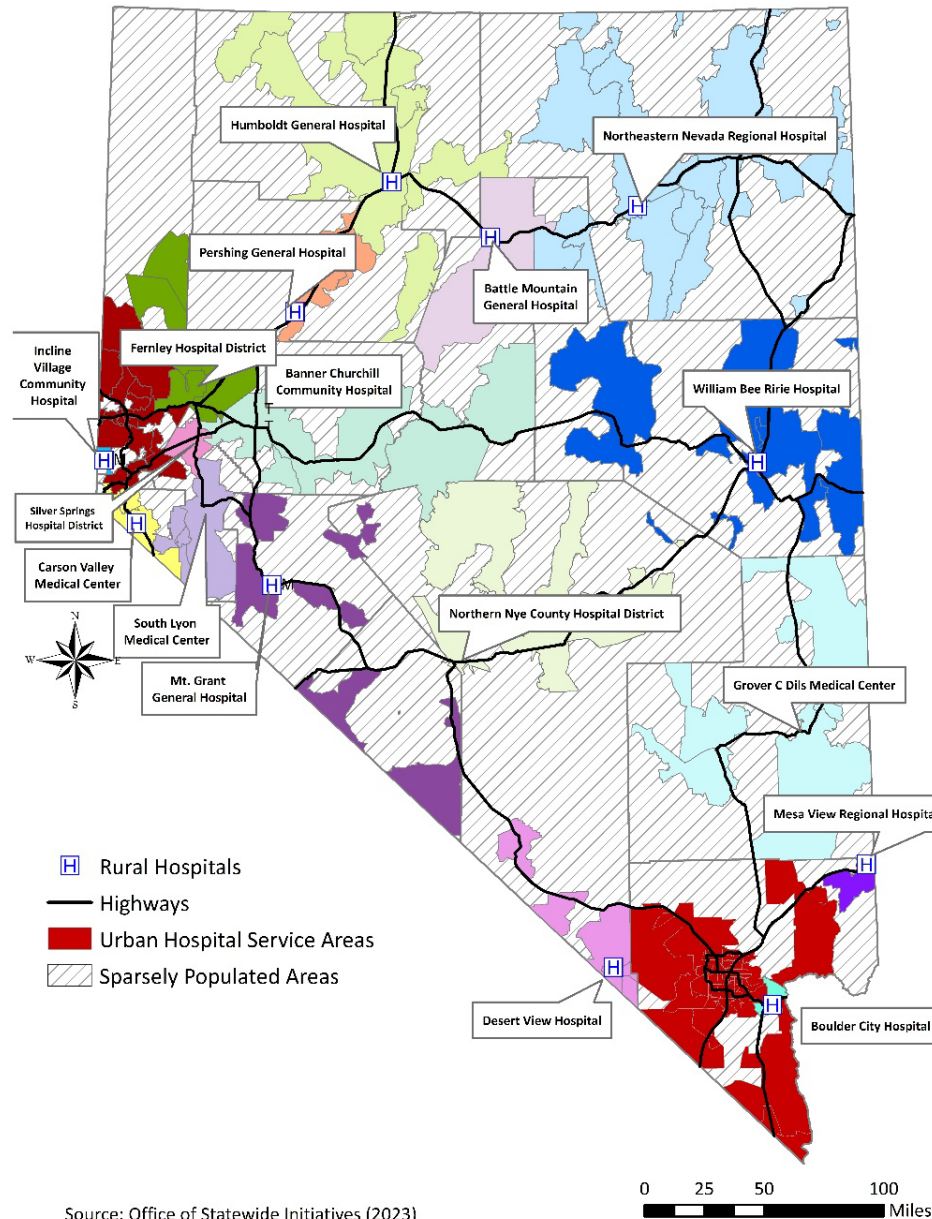 Humboldt General Hospital
Northeastern Nevada Regional Hospital
Pershing General Hospital
Battle Mountain
General Hospital
Incline
Village
Community
Hospital
Fernley Hospital District
Banner Churchill
Community Hospital
William Bee Ririe Hospital
Silver Springs
Hospital District
Carson Valley
Medical Center
South Lyon
Medical Center
Mt. Grant
General Hospital
Northern Nye County Hospital District
Grover C Dils Medical Center
Mesa View Regional Hospita
Desert View Hospital
Boulder City Hospital
H
H
H
H
H
H
H
H
H
H
H
M
M
T
T
N
W
E
S
H Rural Hospitals
Highways
Urban Hospital Service Areas
Sparsely Populated Areas
0 25 50 100
Miles
Source: Office of Statewide Initiatives (2023)